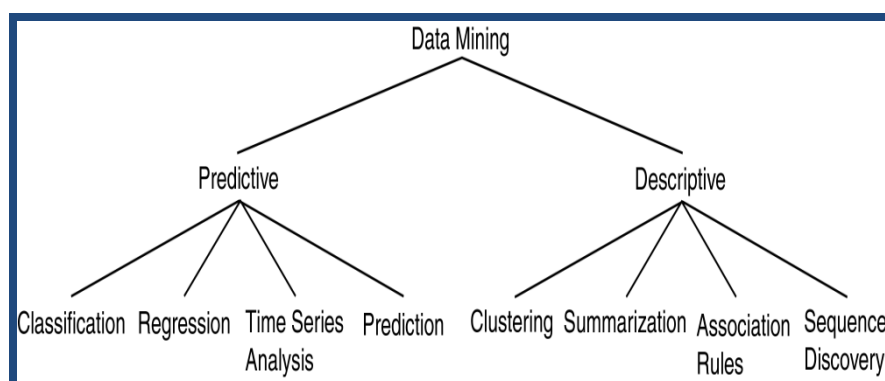 Data Mining
Predictive
Descriptive
Classification
Regression
Time Series
Analysis
Prediction
Clustering
Summarization
Association
Rules
Sequence
Discovery